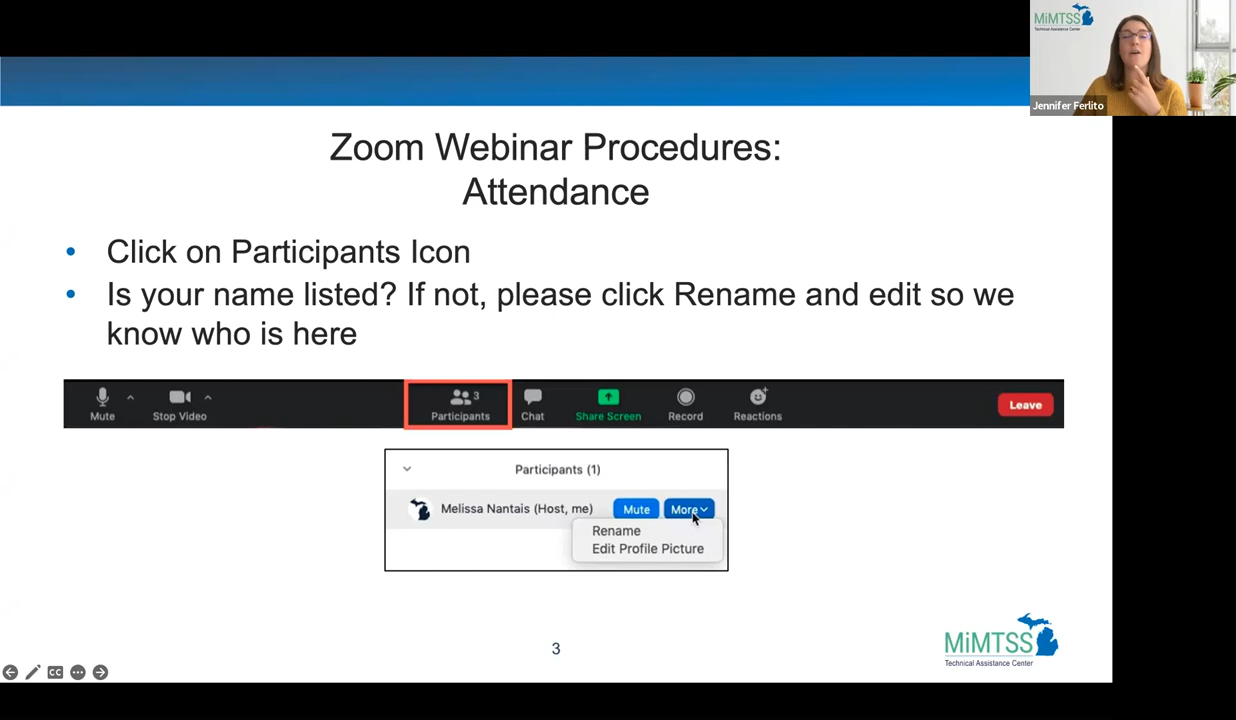 MiMTSS
Technical Assistance Center
Jennifer Ferlito
Zoom Webinar Procedures:
Attendance
• Click on Participants Icon
• Is your name listed? If not, please click Rename and edit so we
know who is here
3
Mute
Stop Video
Participants
Chat
Share Screen
Record
Reactions
Leave
Participants (1)
Melissa Nantais (Host, me)
Mute
More
Rename
Edit Profile Picture
3
MiMTSS
Technical Assistance Center
CC